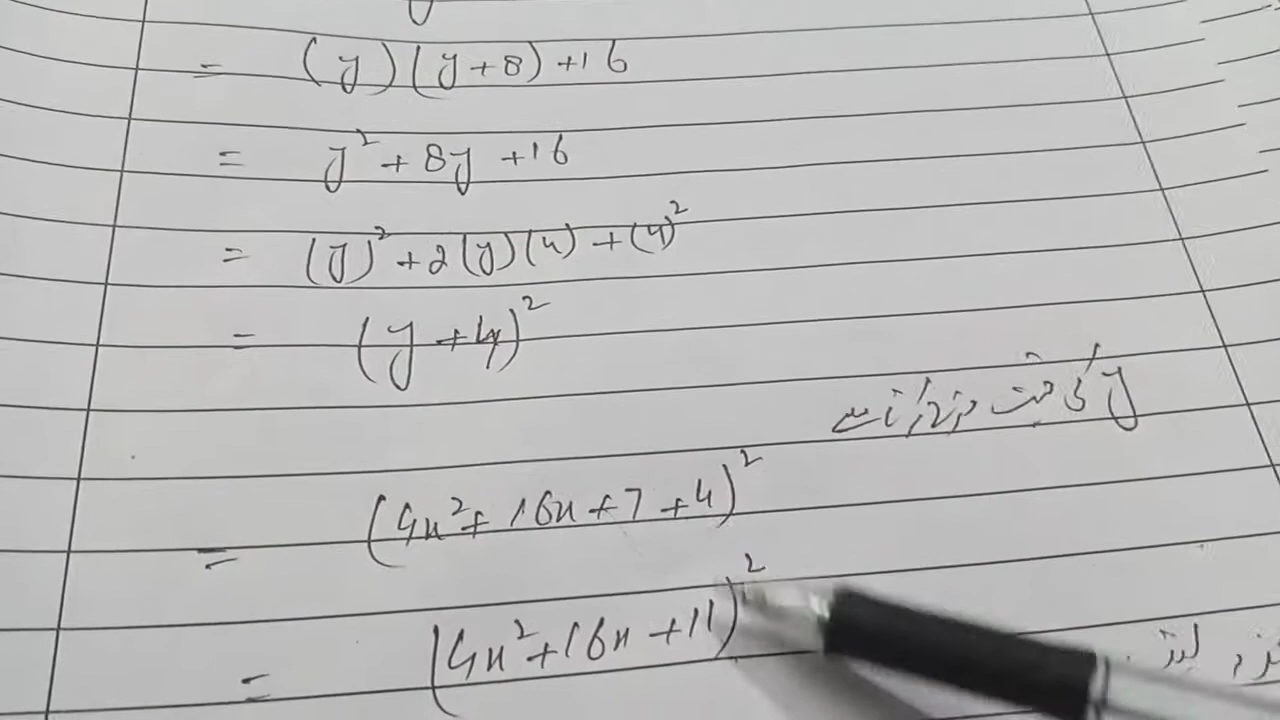 = (y)(y+8)+16
= y²+8y+16
= (y)²+2(y)(4)+(4)²
= (y+4)²
y کی قیمت درج کرنے سے
= (4x²+16x+7+4)²
= (4x²+16x+11)²